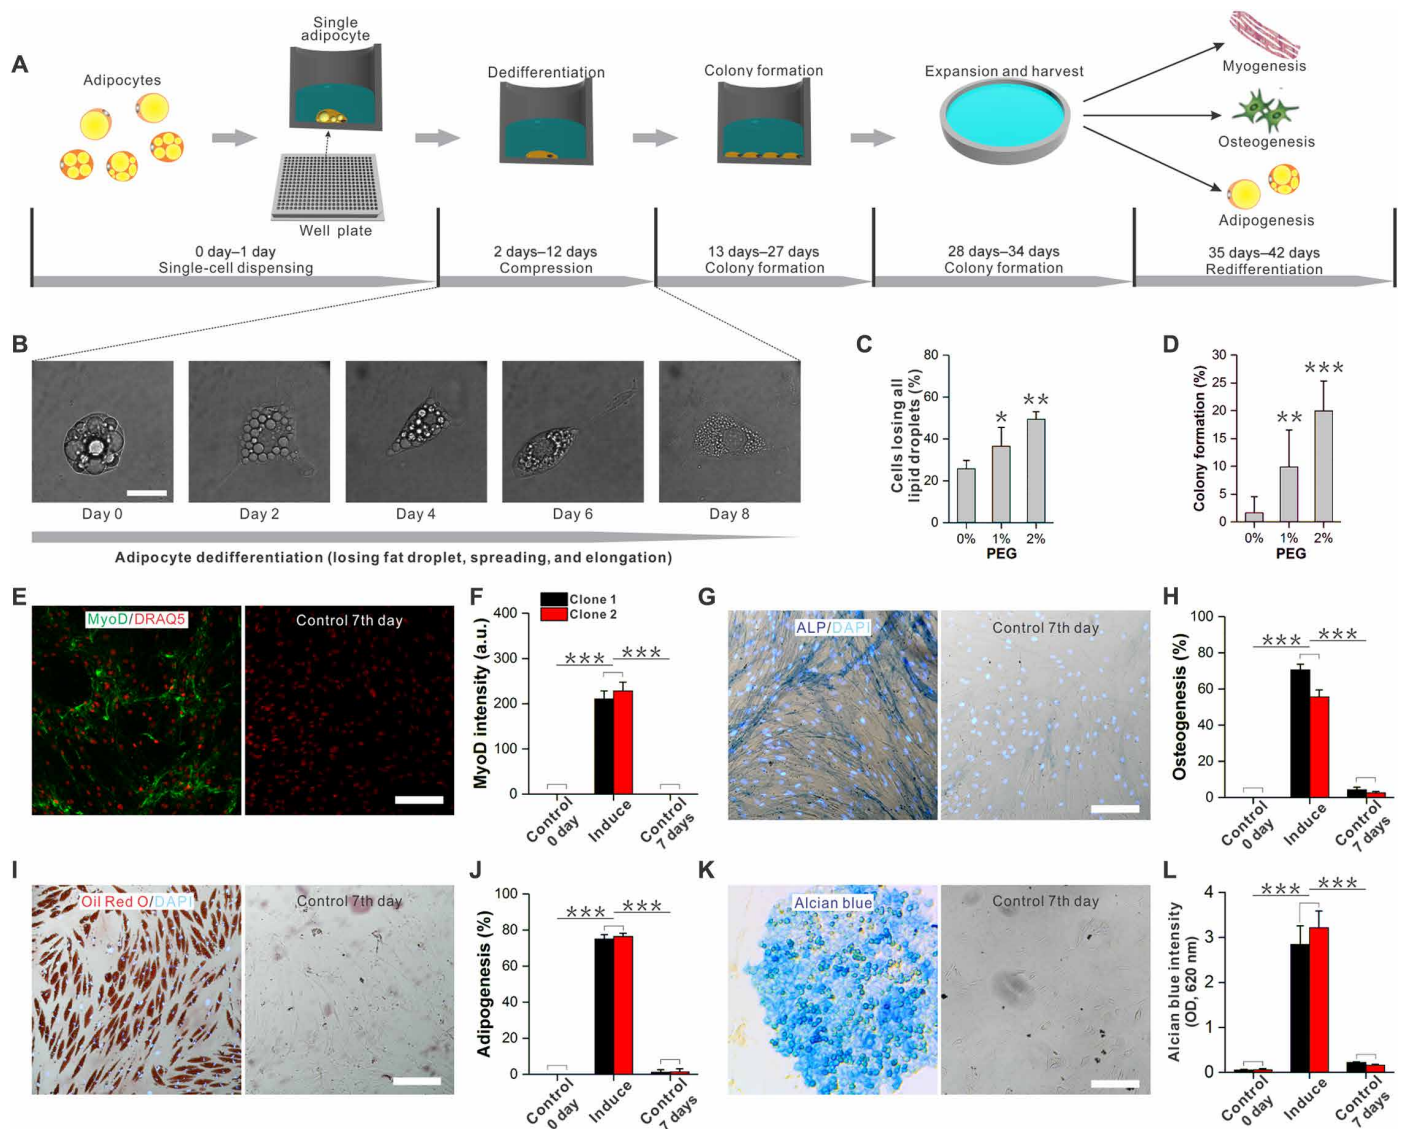 A
Adipocytes
Single
adipocyte
Well plate
Dedifferentiation
Colony formation
Expansion and harvest
Myogenesis
Osteogenesis
Adipogenesis
0 day–1 day
Single-cell dispensing
2 days–12 days
Compression
13 days–27 days
Colony formation
28 days–34 days
Colony formation
35 days–42 days
Redifferentiation
B
Day 0
Day 2
Day 4
Day 6
Day 8
Adipocyte dedifferentiation (losing fat droplet, spreading, and elongation)
C
Cells losing all
lipid droplets (%)
80
60
40
20
0
*
**
0%
1%
2%
PEG
D
Colony formation (%)
30
25
20
15
10
5
0
**
***
0%
1%
2%
PEG
E
MyoD/DRAQ5
Control 7th day
F
Clone 1
Clone 2
MyoD intensity (a.u.)
400
300
200
200
0
***
***
Control
0 day
Induce
Control
7 days
G
ALP/DAPI
Control 7th day
H
Osteogenesis (%)
100
80
60
40
20
0
***
***
Control
0 day
Induce
Control
7 days
I
Oil Red O/DAPI
Control 7th day
J
Adipogenesis (%)
100
80
60
40
20
0
***
***
Control
0 day
Induce
Control
7 days
K
Alcian blue
Control 7th day
L
Alcian blue intensity
(OD, 620 nm)
4
3
2
1
0
***
***
Control
0 day
Induce
Control
7 days